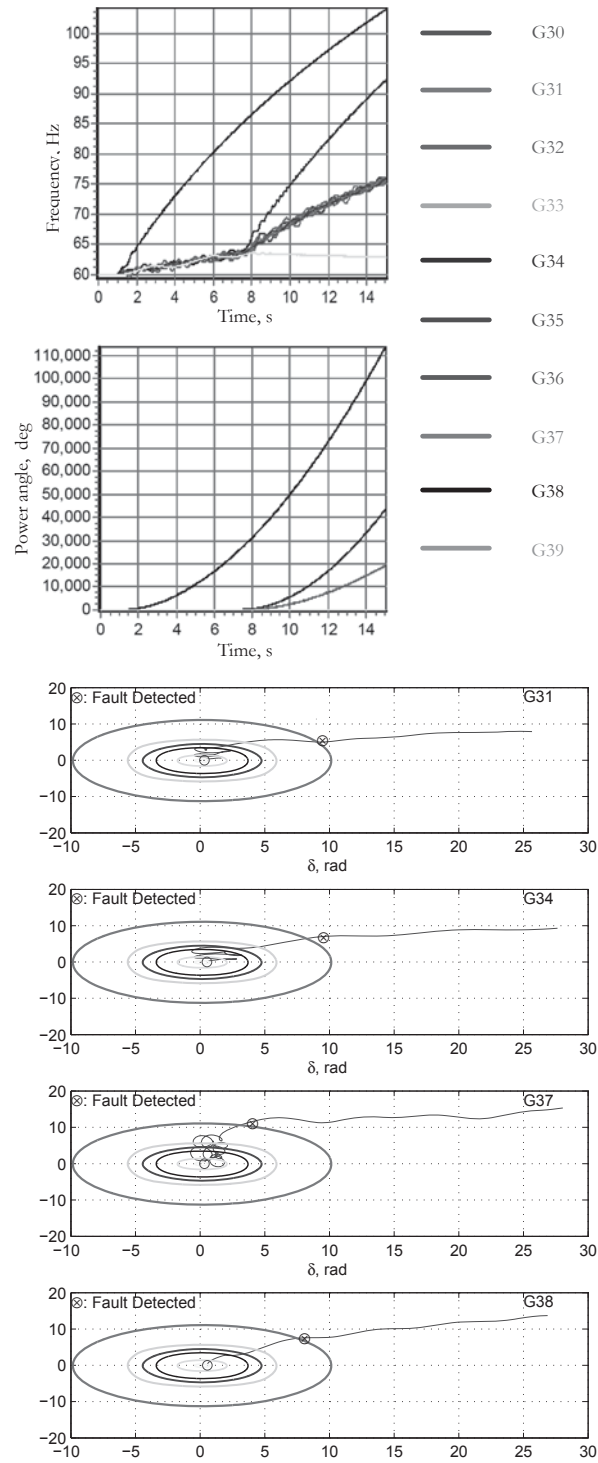 Frequency, Hz
100
95
90
85
80
75
70
65
60
0 2 4 6 8 10 12 14
Time, s
G30
G31
G32
G33
G34
G35
G36
G37
G38
G39
Power angle, deg
110,000
100,000
90,000
80,000
70,000
60,000
50,000
40,000
30,000
20,000
10,000
0
0 2 4 6 8 10 12 14
Time, s
20
10
0
−10
−20
⊗: Fault Detected
G31
−10 −5 0 5 10 15 20 25 30
δ, rad
20
10
0
−10
−20
⊗: Fault Detected
G34
−10 −5 0 5 10 15 20 25 30
δ, rad
20
10
0
−10
−20
⊗: Fault Detected
G37
−10 −5 0 5 10 15 20 25 30
δ, rad
20
10
0
−10
−20
⊗: Fault Detected
G38
−10 −5 0 5 10 15 20 25 30